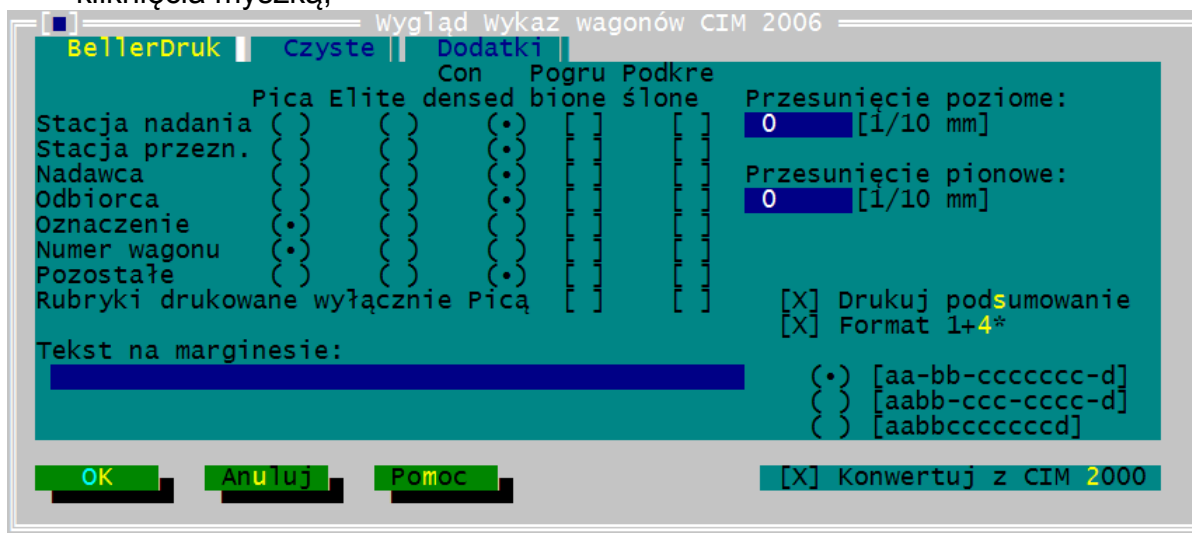 kliknięcia myszką,
[■] Wygląd Wykaz wagonów CIM 2006
BellerDruk Czyste Dodatki
Con Pogru Podkre
Pica Elite densed bione ślone Przesunięcie poziome:
Stacja nadania ( ) ( ) (•) [ ] [ ] 0 [1/10 mm]
Stacja przezn. ( ) ( ) (•) [ ] [ ]
Nadawca ( ) ( ) (•) [ ] [ ] Przesunięcie pionowe:
Odbiorca ( ) ( ) (•) [ ] [ ] 0 [1/10 mm]
Oznaczenie (•) ( ) ( ) [ ] [ ]
Numer wagonu (•) ( ) ( ) [ ] [ ]
Pozostałe ( ) ( ) (•) [ ] [ ]
Rubryki drukowane wyłącznie Picą [ ] [ ] [X] Drukuj podsumowanie
[X] Format 1+4*
Tekst na marginesie:
(•) [aa-bb-ccccccc-d]
( ) [aabb-ccc-cccc-d]
( ) [aabbcccccccd]
OK Anuluj Pomoc [X] Konwertuj z CIM 2000